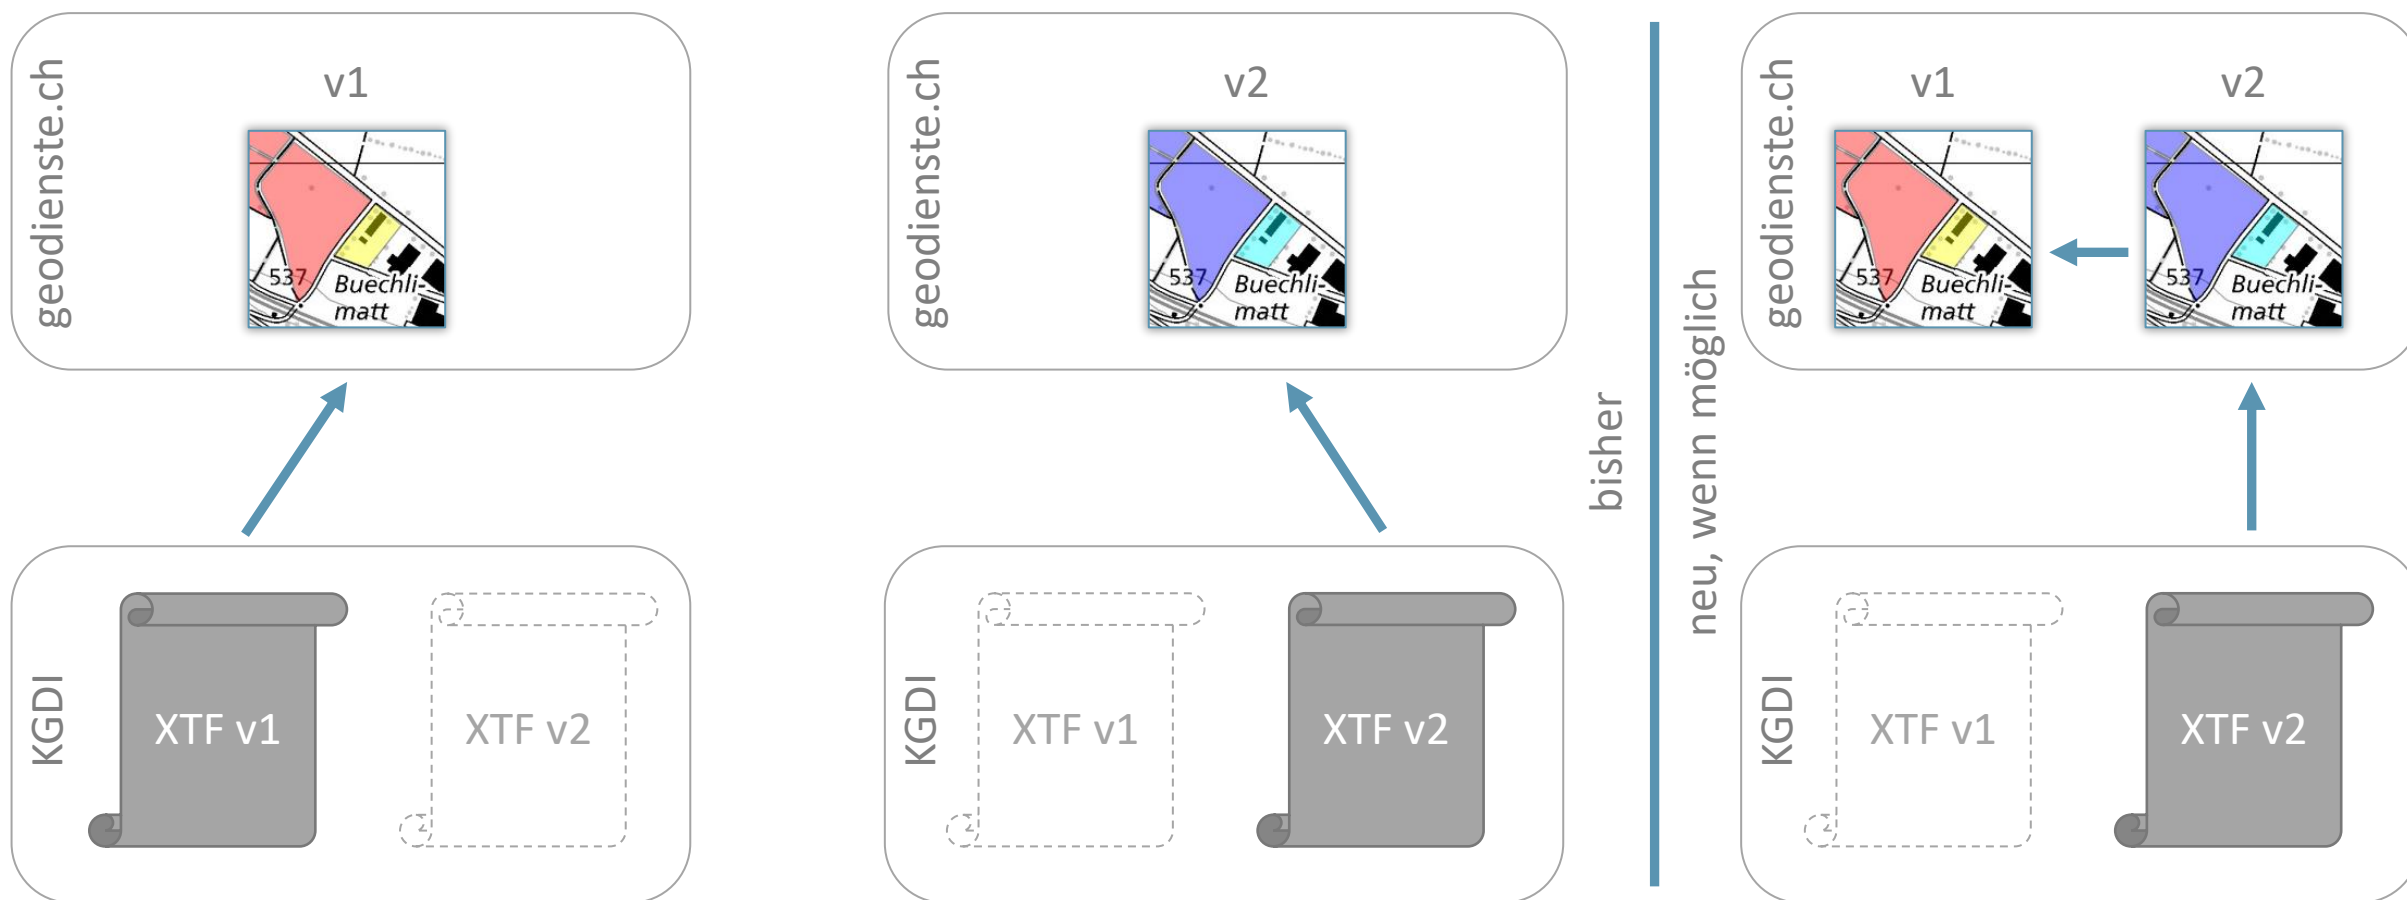 geodienste.ch
v1
537
Buechli-
matt
KGDI
XTF v1
XTF v2
geodienste.ch
v2
537
Buechli-
matt
KGDI
XTF v1
XTF v2
bisher
neu, wenn möglich
geodienste.ch
v1
v2
537
Buechli-
matt
537
Buechli-
matt
KGDI
XTF v1
XTF v2